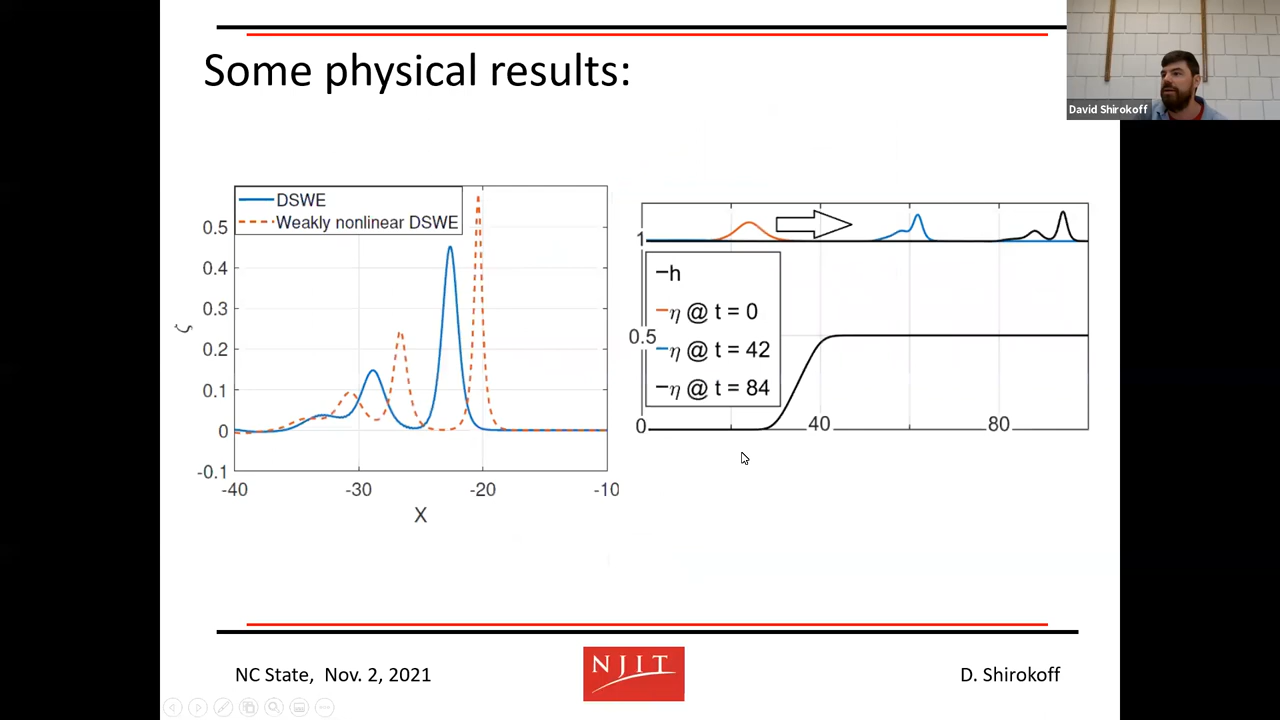 Some physical results:
David Shirokoff
DSWE
Weakly nonlinear DSWE
0.5
0.4
0.3
0.2
0.1
0
-0.1
ζ
-40
-30
-20
-10
X
1
0.5
0
−h
−η @ t = 0
−η @ t = 42
−η @ t = 84
40
80
NC State, Nov. 2, 2021
NJIT
D. Shirokoff